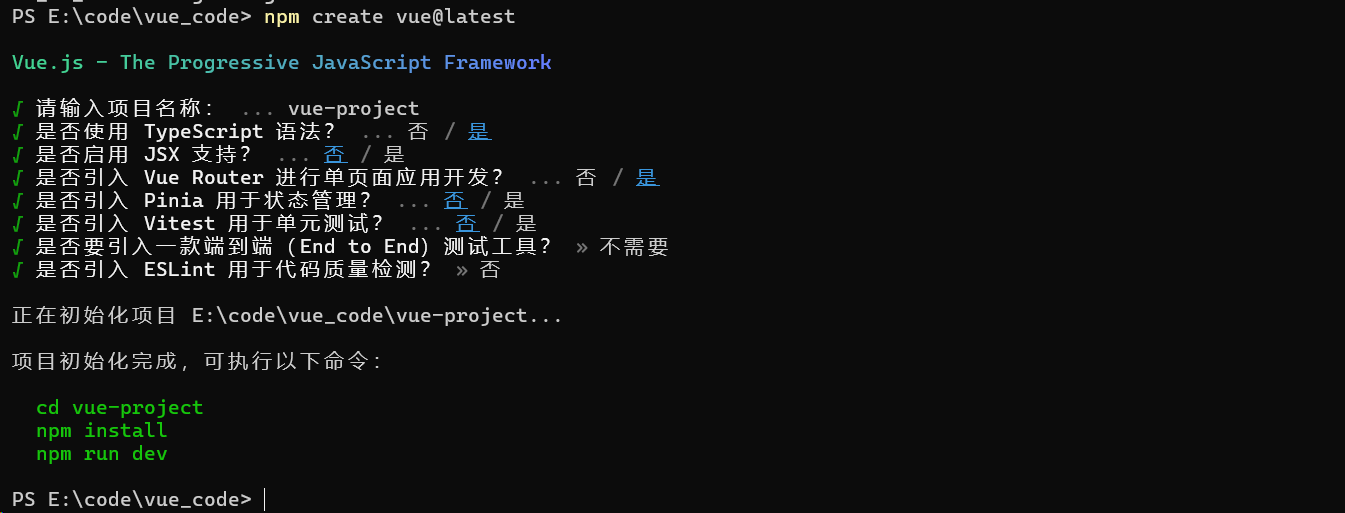 PS E:\code\vue_code> npm create vue@latest
Vue.js - The Progressive JavaScript Framework
√ 请输入项目名称： ... vue-project
√ 是否使用 TypeScript 语法？ ... 否 / 是
√ 是否启用 JSX 支持？ ... 否 / 是
√ 是否引入 Vue Router 进行单页面应用开发？ ... 否 / 是
√ 是否引入 Pinia 用于状态管理？ ... 否 / 是
√ 是否引入 Vitest 用于单元测试？ ... 否 / 是
√ 是否要引入一款端到端（End to End）测试工具？ » 不需要
√ 是否引入 ESLint 用于代码质量检测？ » 否
正在初始化项目 E:\code\vue_code\vue-project...
项目初始化完成，可执行以下命令：
cd vue-project
npm install
npm run dev
PS E:\code\vue_code>